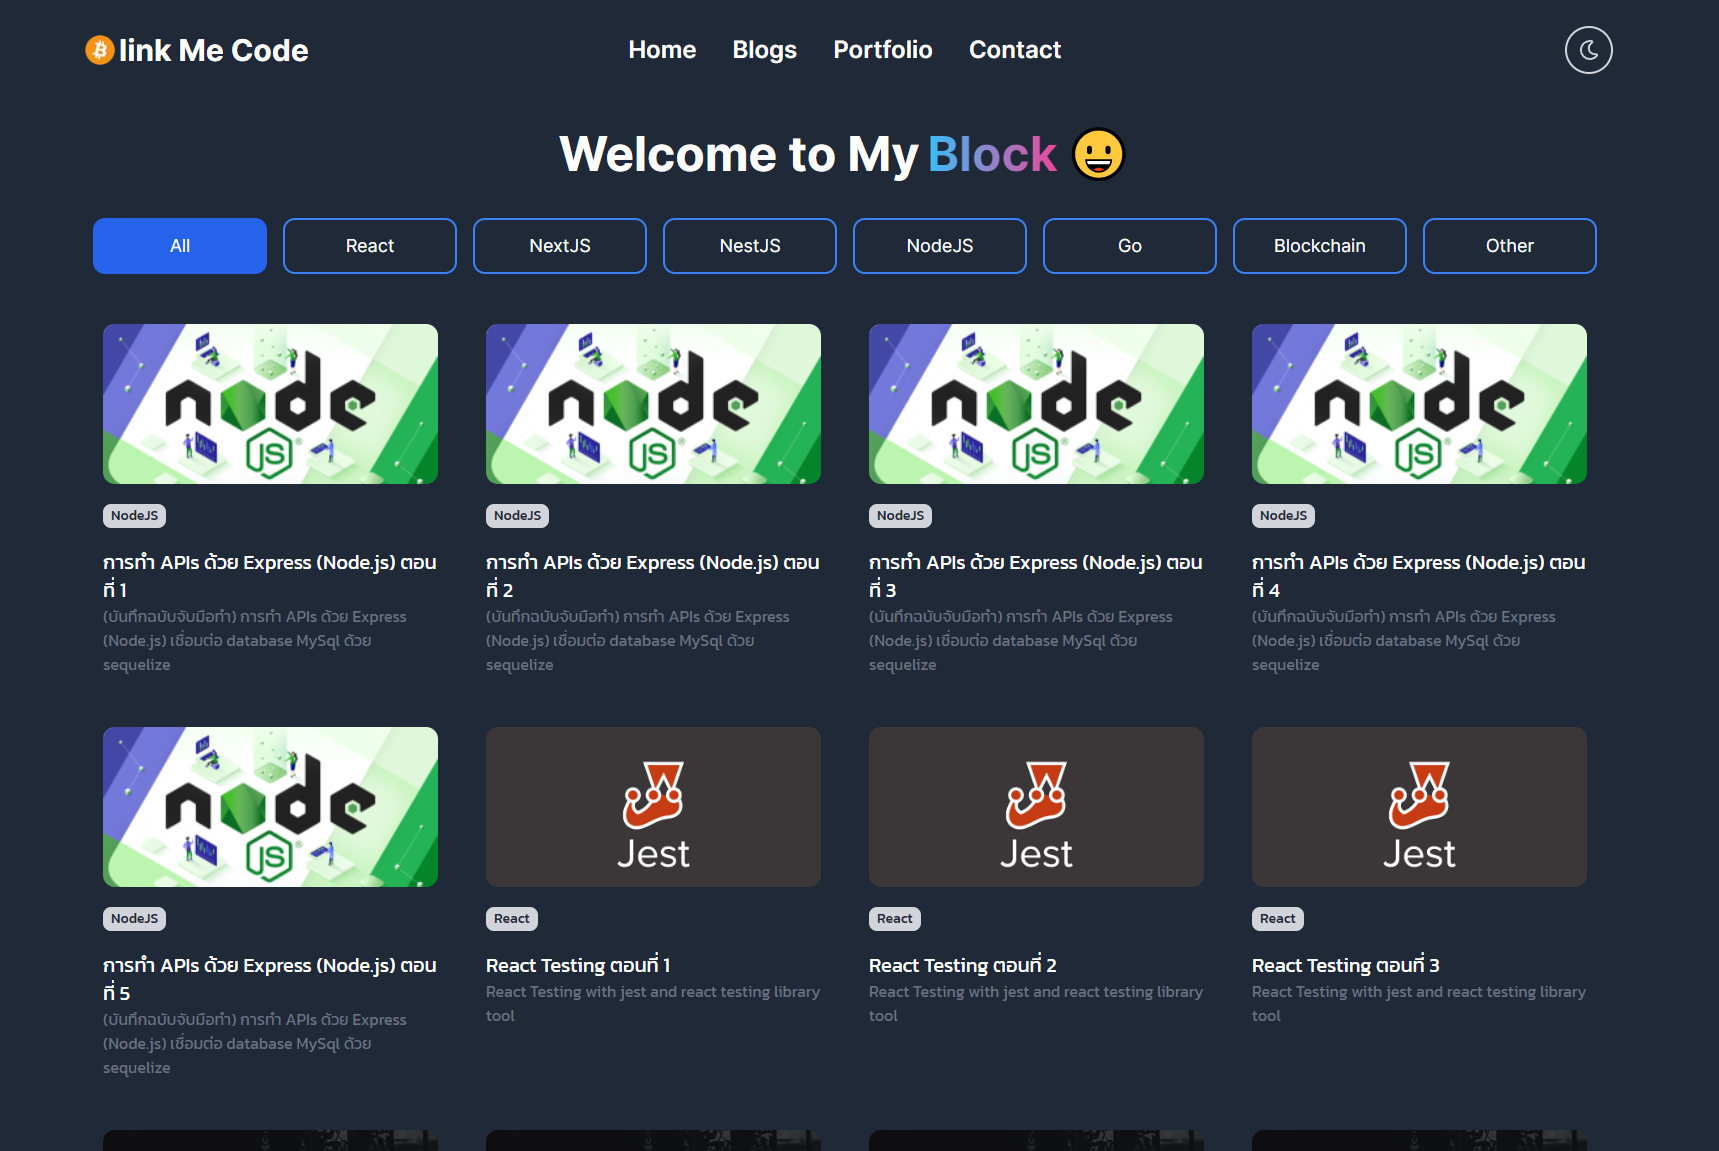 link Me Code
Home Blogs Portfolio Contact
Welcome to My Block
All React NextJS NestJS NodeJS Go Blockchain Other
node JS ®
node JS ®
node JS ®
node JS ®
NodeJS
NodeJS
NodeJS
NodeJS
การทำ APIs ด้วย Express (Node.js) ตอน
ที่ 1
(บันทึกฉบับจับมือทำ) การทำ APIs ด้วย Express
(Node.js) เชื่อมต่อ database MySql ด้วย
sequelize
การทำ APIs ด้วย Express (Node.js) ตอน
ที่ 2
(บันทึกฉบับจับมือทำ) การทำ APIs ด้วย Express
(Node.js) เชื่อมต่อ database MySql ด้วย
sequelize
การทำ APIs ด้วย Express (Node.js) ตอน
ที่ 3
(บันทึกฉบับจับมือทำ) การทำ APIs ด้วย Express
(Node.js) เชื่อมต่อ database MySql ด้วย
sequelize
การทำ APIs ด้วย Express (Node.js) ตอน
ที่ 4
(บันทึกฉบับจับมือทำ) การทำ APIs ด้วย Express
(Node.js) เชื่อมต่อ database MySql ด้วย
sequelize
node JS ®
Jest
Jest
Jest
NodeJS
React
React
React
การทำ APIs ด้วย Express (Node.js) ตอน
ที่ 5
(บันทึกฉบับจับมือทำ) การทำ APIs ด้วย Express
(Node.js) เชื่อมต่อ database MySql ด้วย
sequelize
React Testing ตอนที่ 1
React Testing with jest and react testing library
tool
React Testing ตอนที่ 2
React Testing with jest and react testing library
tool
React Testing ตอนที่ 3
React Testing with jest and react testing library
tool